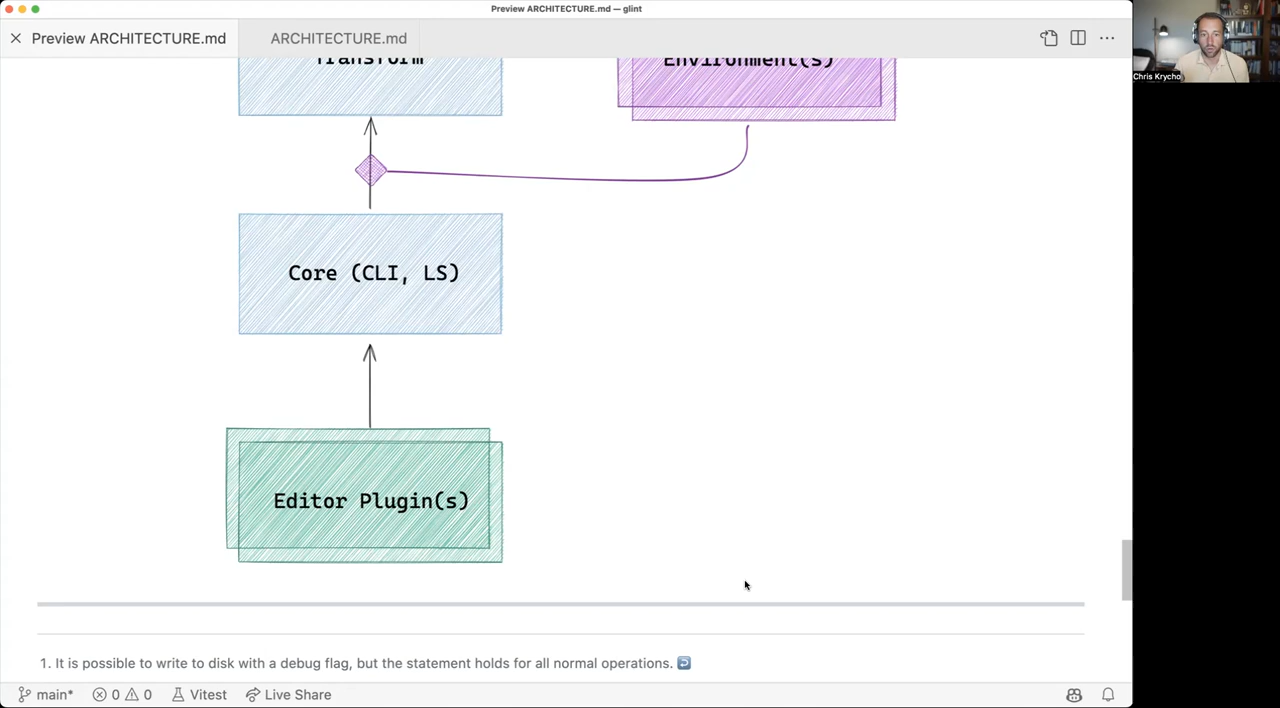 Preview ARCHITECTURE.md — glint
Preview ARCHITECTURE.md
ARCHITECTURE.md
Chris Krycho
Transform
Environment(s)
Core (CLI, LS)
Editor Plugin(s)
1. It is possible to write to disk with a debug flag, but the statement holds for all normal operations.
main* 0 0 Vitest Live Share